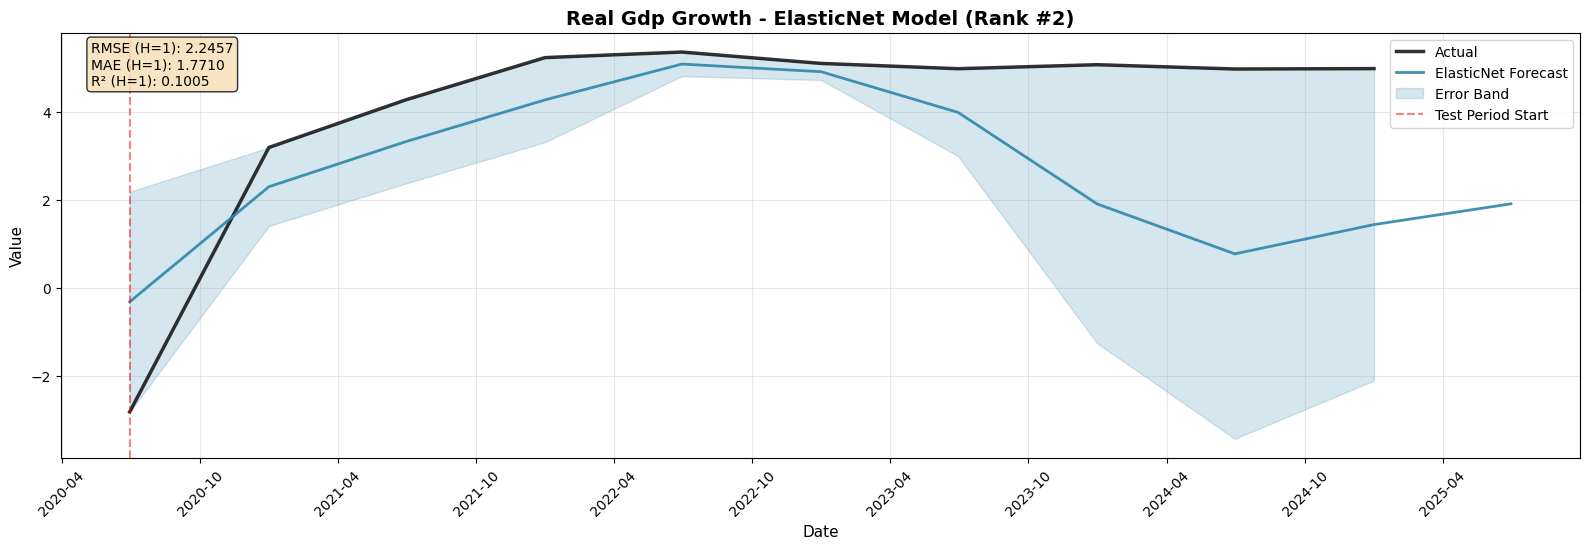 Real Gdp Growth - ElasticNet Model (Rank #2)
RMSE (H=1): 2.2457
MAE (H=1): 1.7710
R² (H=1): 0.1005
Actual
ElasticNet Forecast
Error Band
Test Period Start
Value
4
2
0
−2
2020-04
2020-10
2021-04
2021-10
2022-04
2022-10
2023-04
2023-10
2024-04
2024-10
2025-04
Date